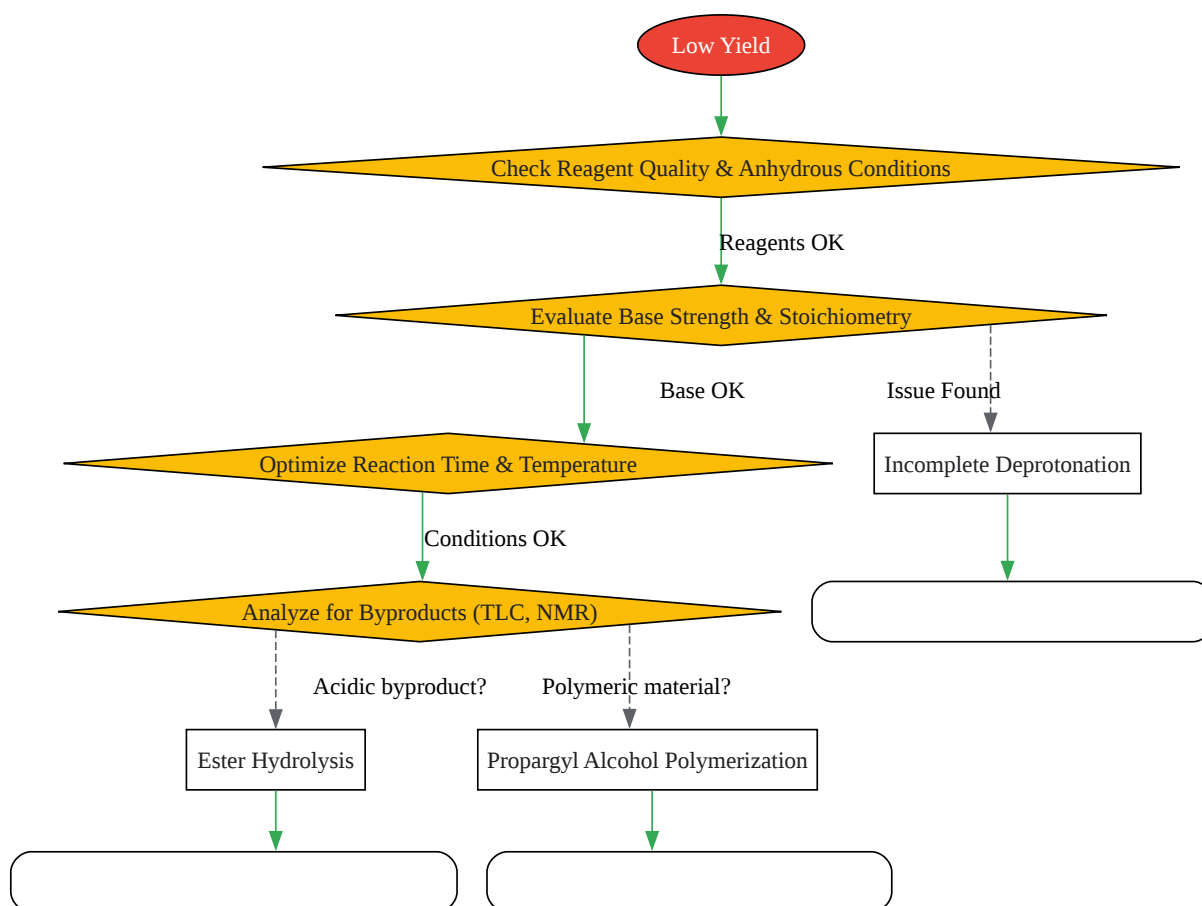 Low Yield
Check Reagent Quality & Anhydrous Conditions
Reagents OK
Evaluate Base Strength & Stoichiometry
Base OK
Issue Found
Optimize Reaction Time & Temperature
Incomplete Deprotonation
Conditions OK
Analyze for Byproducts (TLC, NMR)
Acidic byproduct?
Polymeric material?
Ester Hydrolysis
Propargyl Alcohol Polymerization